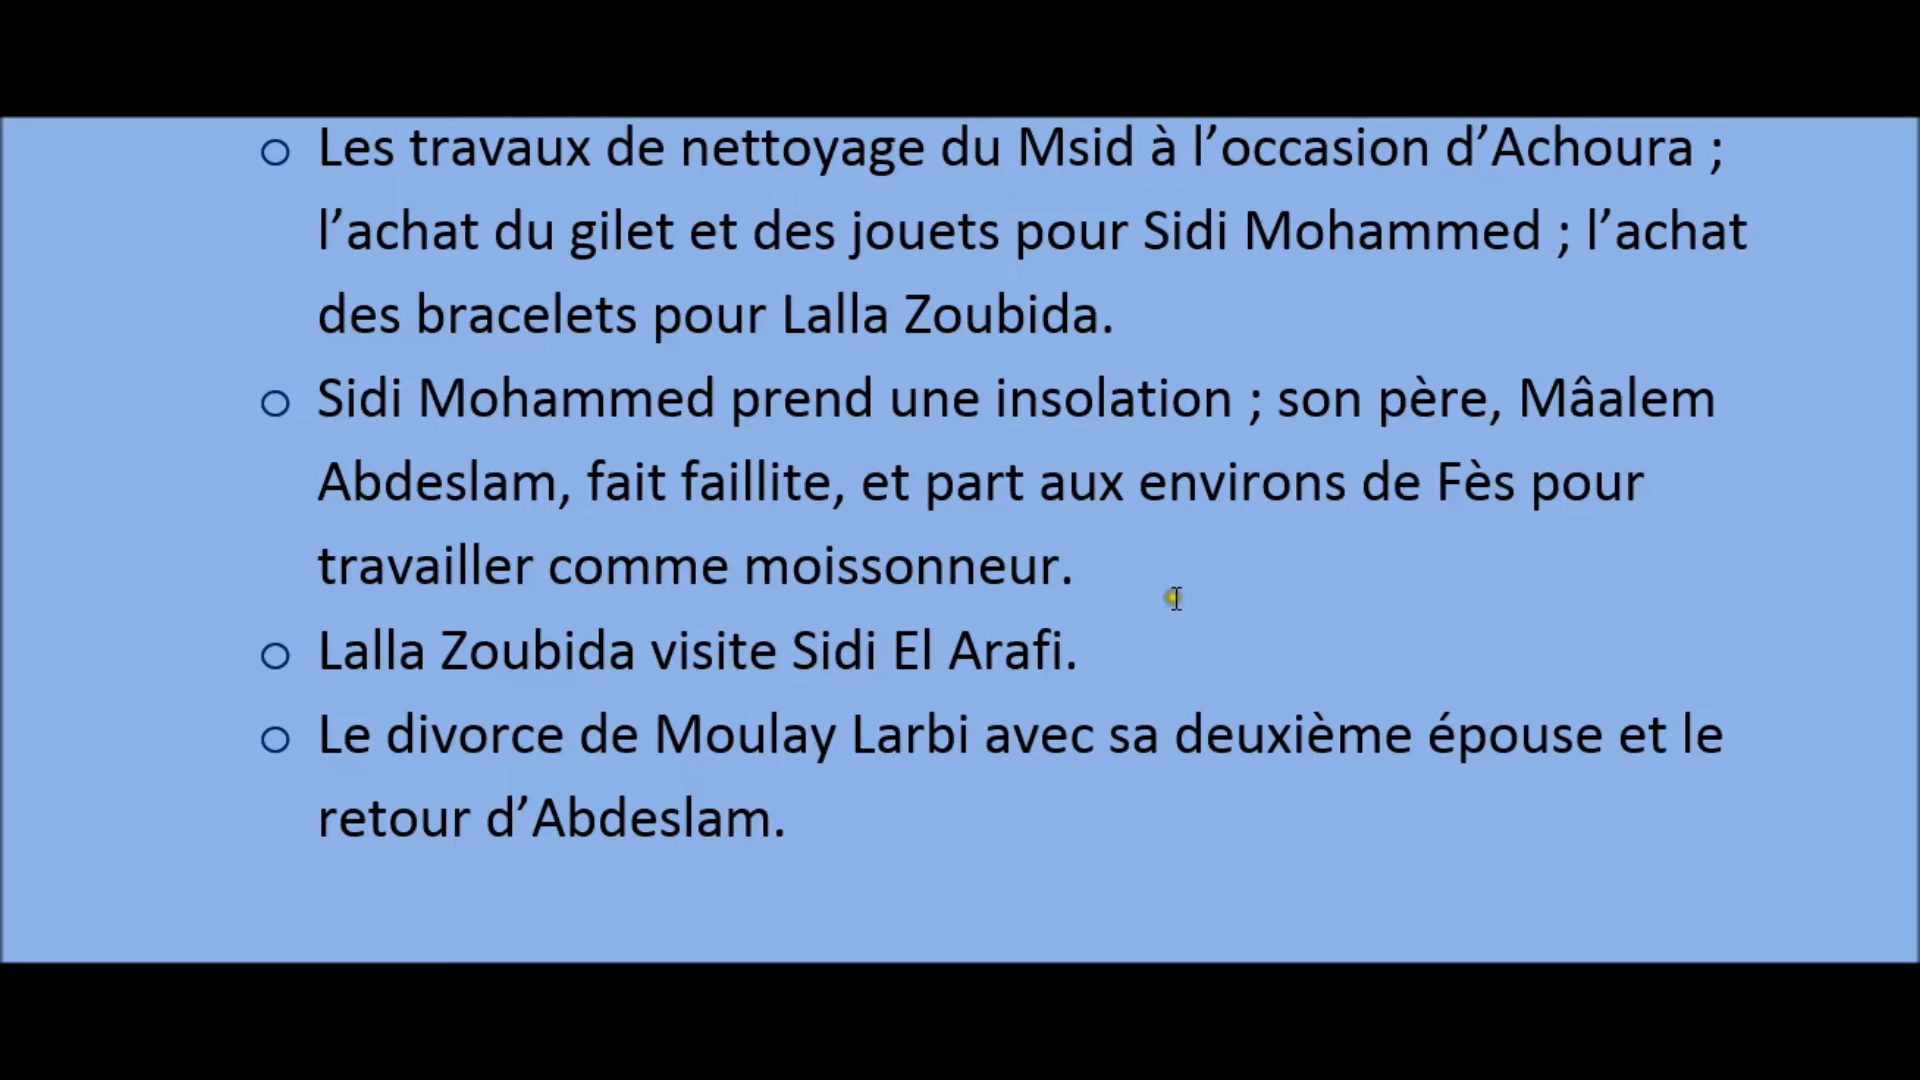 ○ Les travaux de nettoyage du Msid à l’occasion d’Achoura ;
l’achat du gilet et des jouets pour Sidi Mohammed ; l’achat
des bracelets pour Lalla Zoubida.
○ Sidi Mohammed prend une insolation ; son père, Mâalem
Abdeslam, fait faillite, et part aux environs de Fès pour
travailler comme moissonneur.
○ Lalla Zoubida visite Sidi El Arafi.
○ Le divorce de Moulay Larbi avec sa deuxième épouse et le
retour d’Abdeslam.